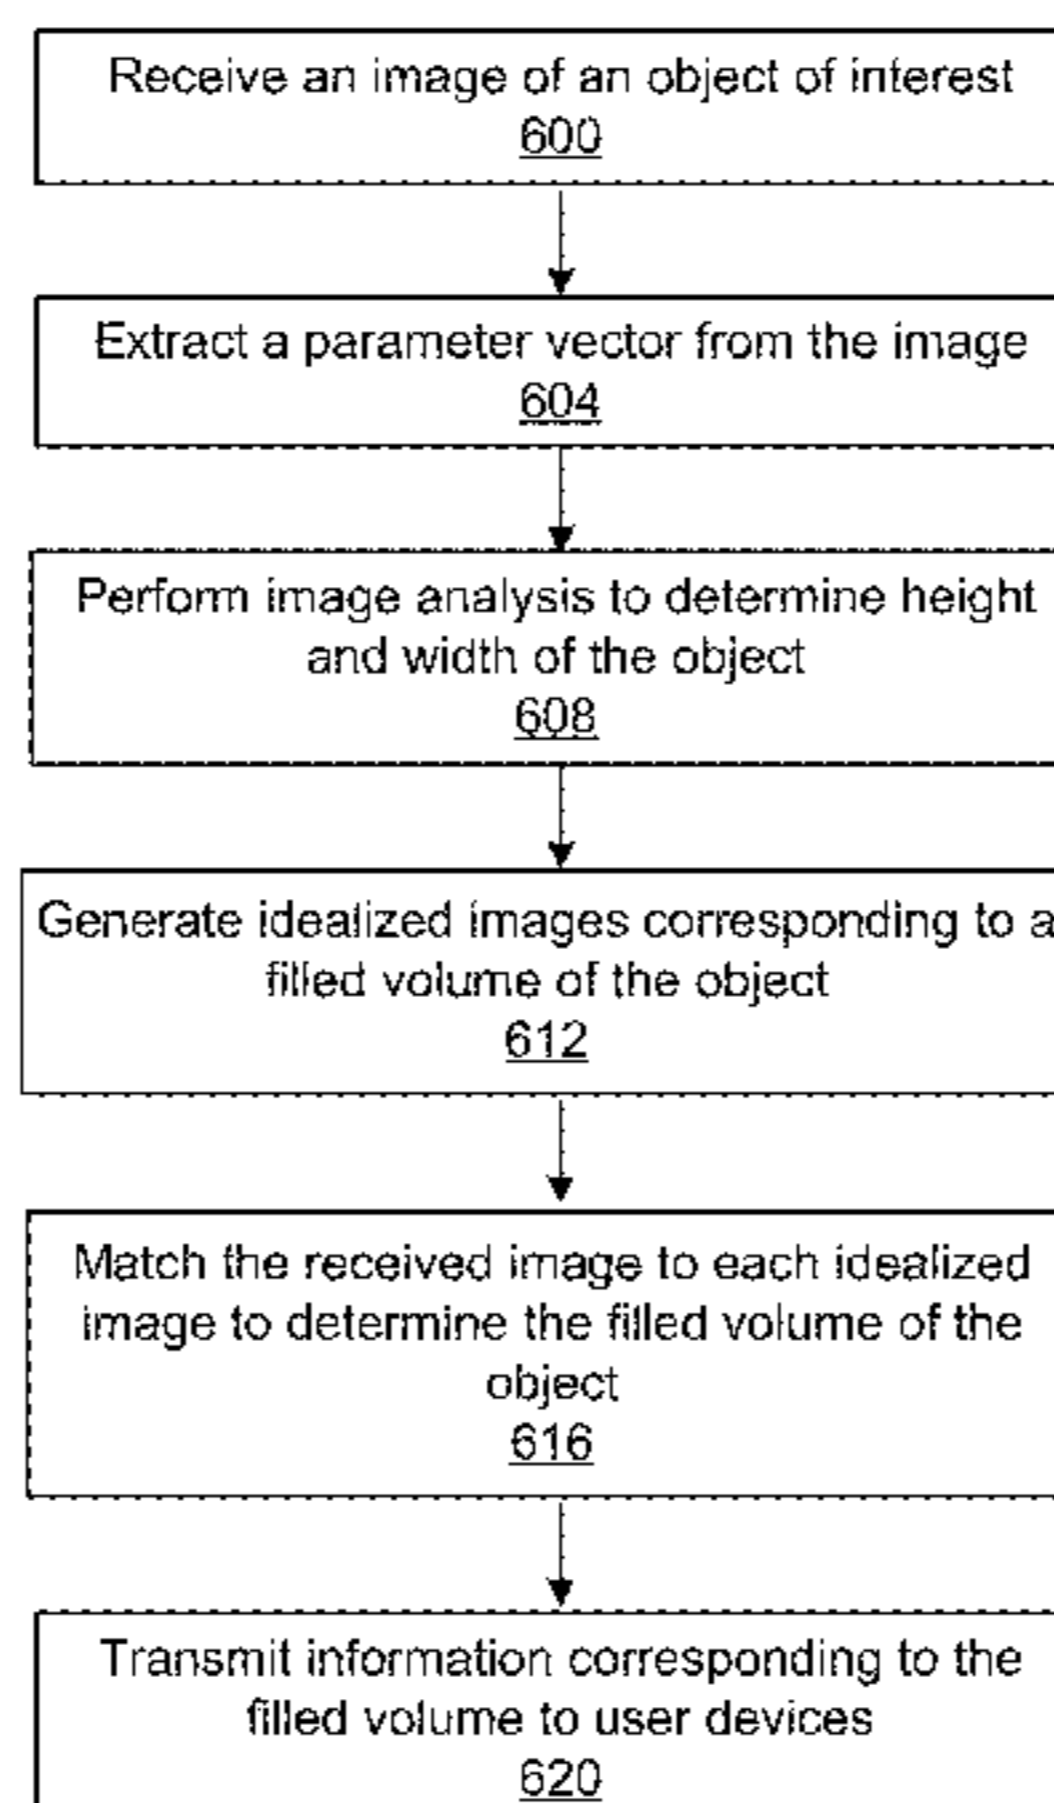 Receive an image of an object of interest
600
Extract a parameter vector from the image
604
Perform image analysis to determine height
and width of the object
608
Generate idealized images corresponding to a
filled volume of the object
612
Match the received image to each idealized
image to determine the filled volume of the
object
616
Transmit information corresponding to the
filled volume to user devices
620